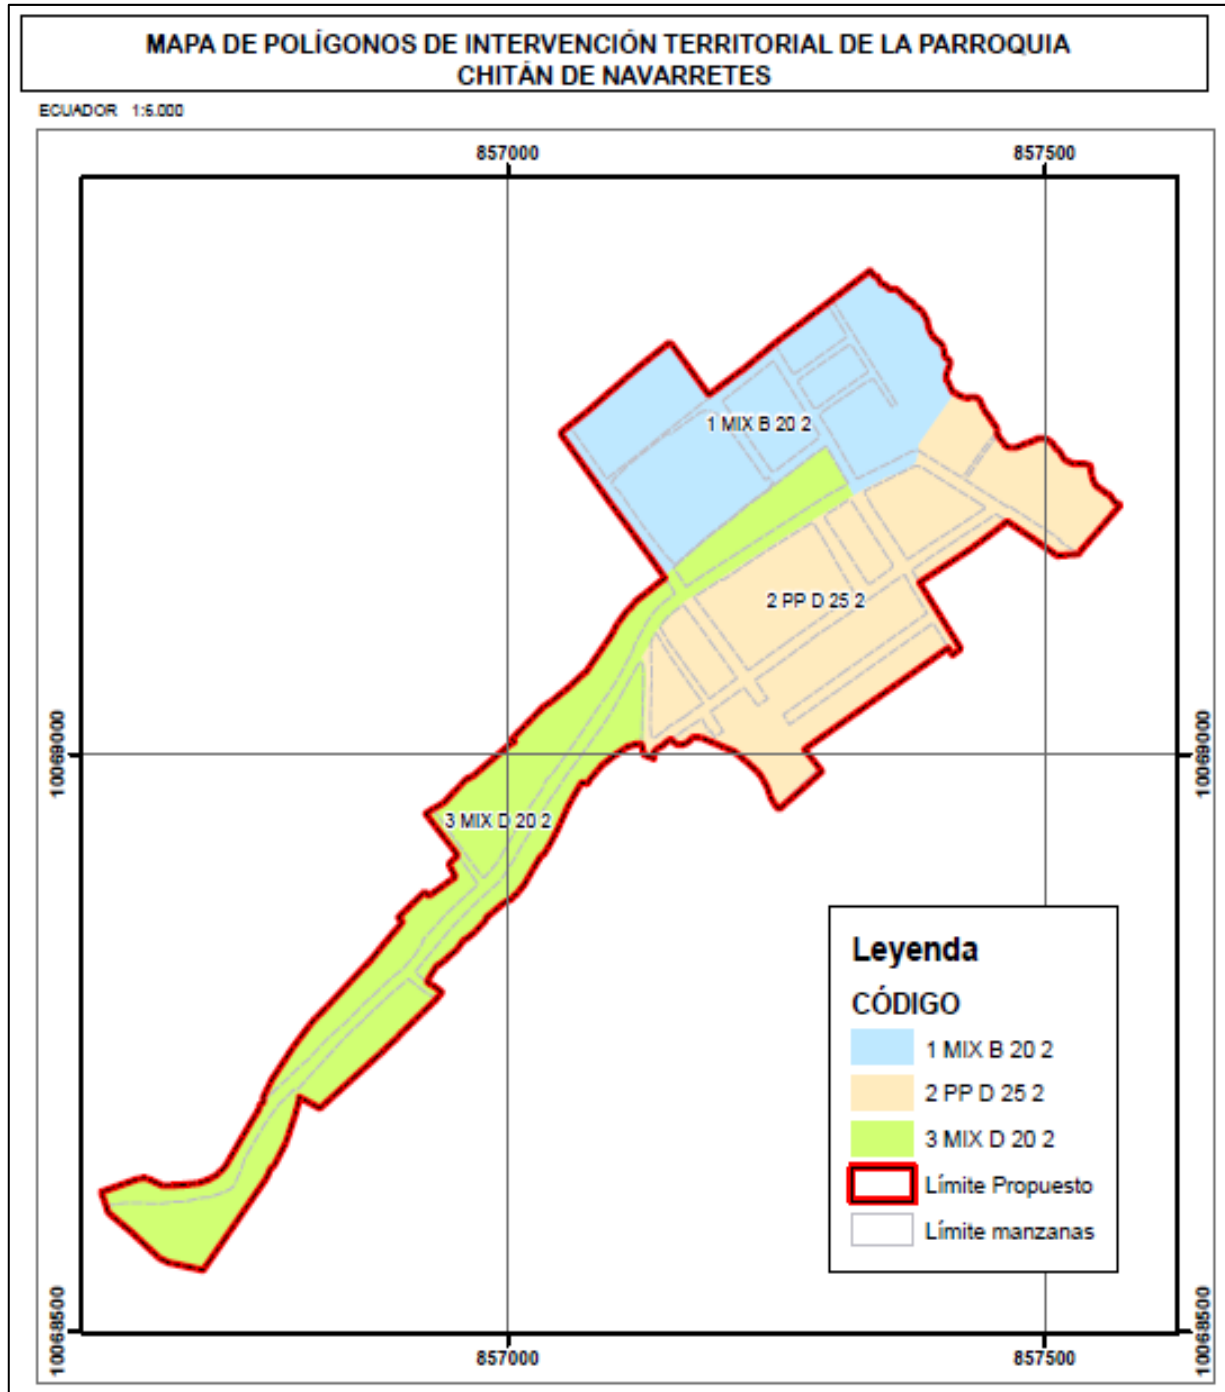 MAPA DE POLÍGONOS DE INTERVENCIÓN TERRITORIAL DE LA PARROQUIA
CHITÁN DE NAVARRETES
ECUADOR 1:5.000
857000
857500
1 MIX B 20 2
2 PP D 25 2
10069000
10069000
3 MIX D 20 2
Leyenda
CÓDIGO
1 MIX B 20 2
2 PP D 25 2
3 MIX D 20 2
Límite Propuesto
Límite manzanas
10068500
10068500
857000
857500